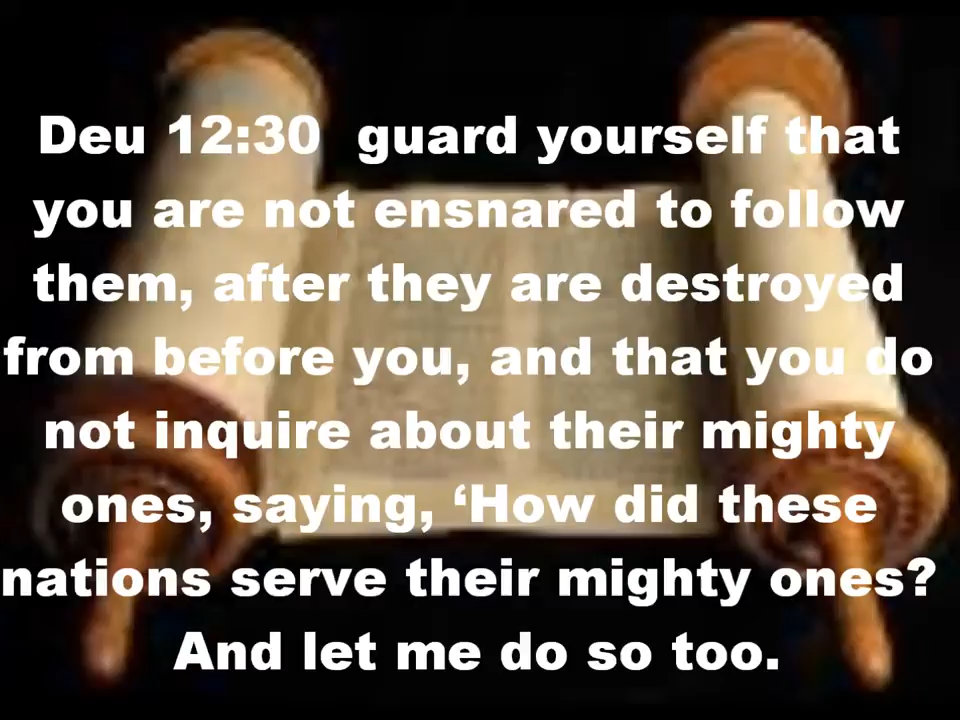 Deu 12:30  guard yourself that
you are not ensnared to follow
them, after they are destroyed
from before you, and that you do
not inquire about their mighty
ones, saying, ‘How did these
nations serve their mighty ones?
And let me do so too.